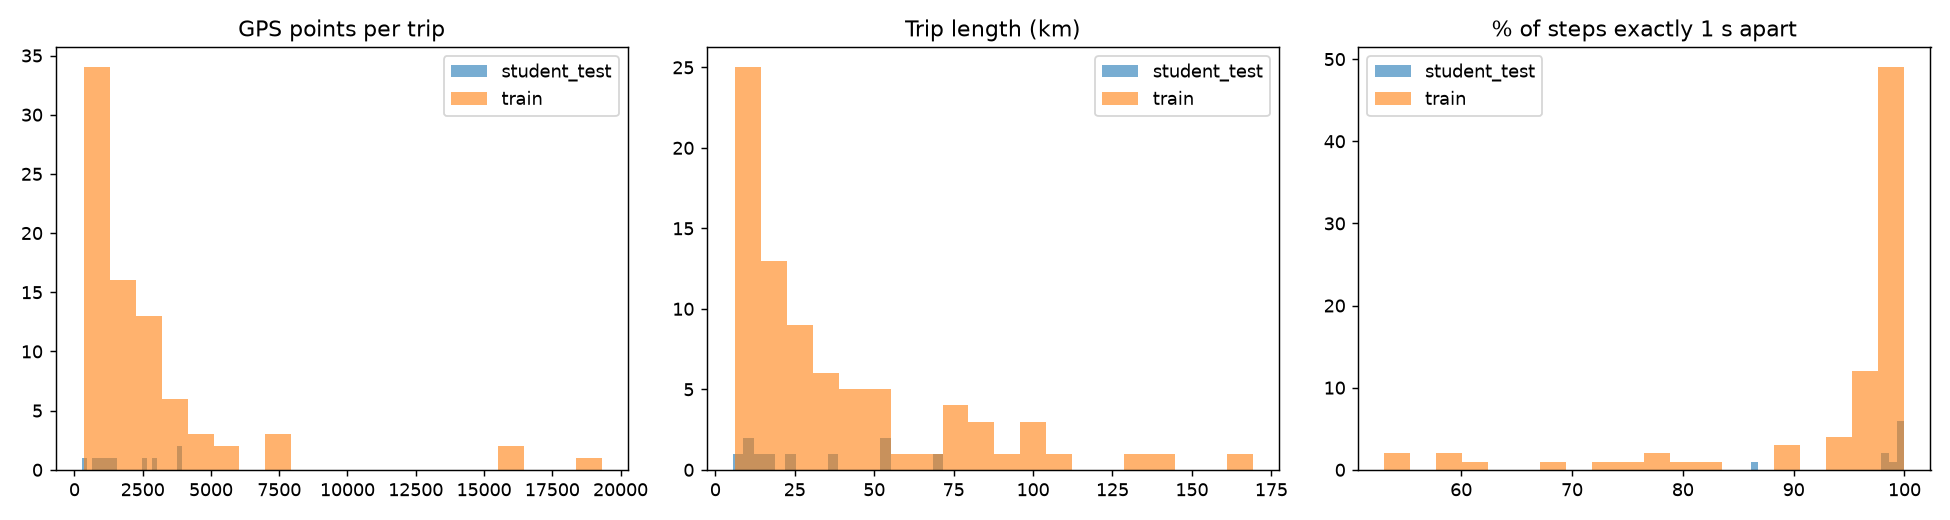 GPS points per trip
35
30
25
20
15
10
5
0
0 2500 5000 7500 10000 12500 15000 17500 20000
student_test
train
Trip length (km)
25
20
15
10
5
0
0 25 50 75 100 125 150 175
student_test
train
% of steps exactly 1 s apart
50
40
30
20
10
0
60 70 80 90 100
student_test
train